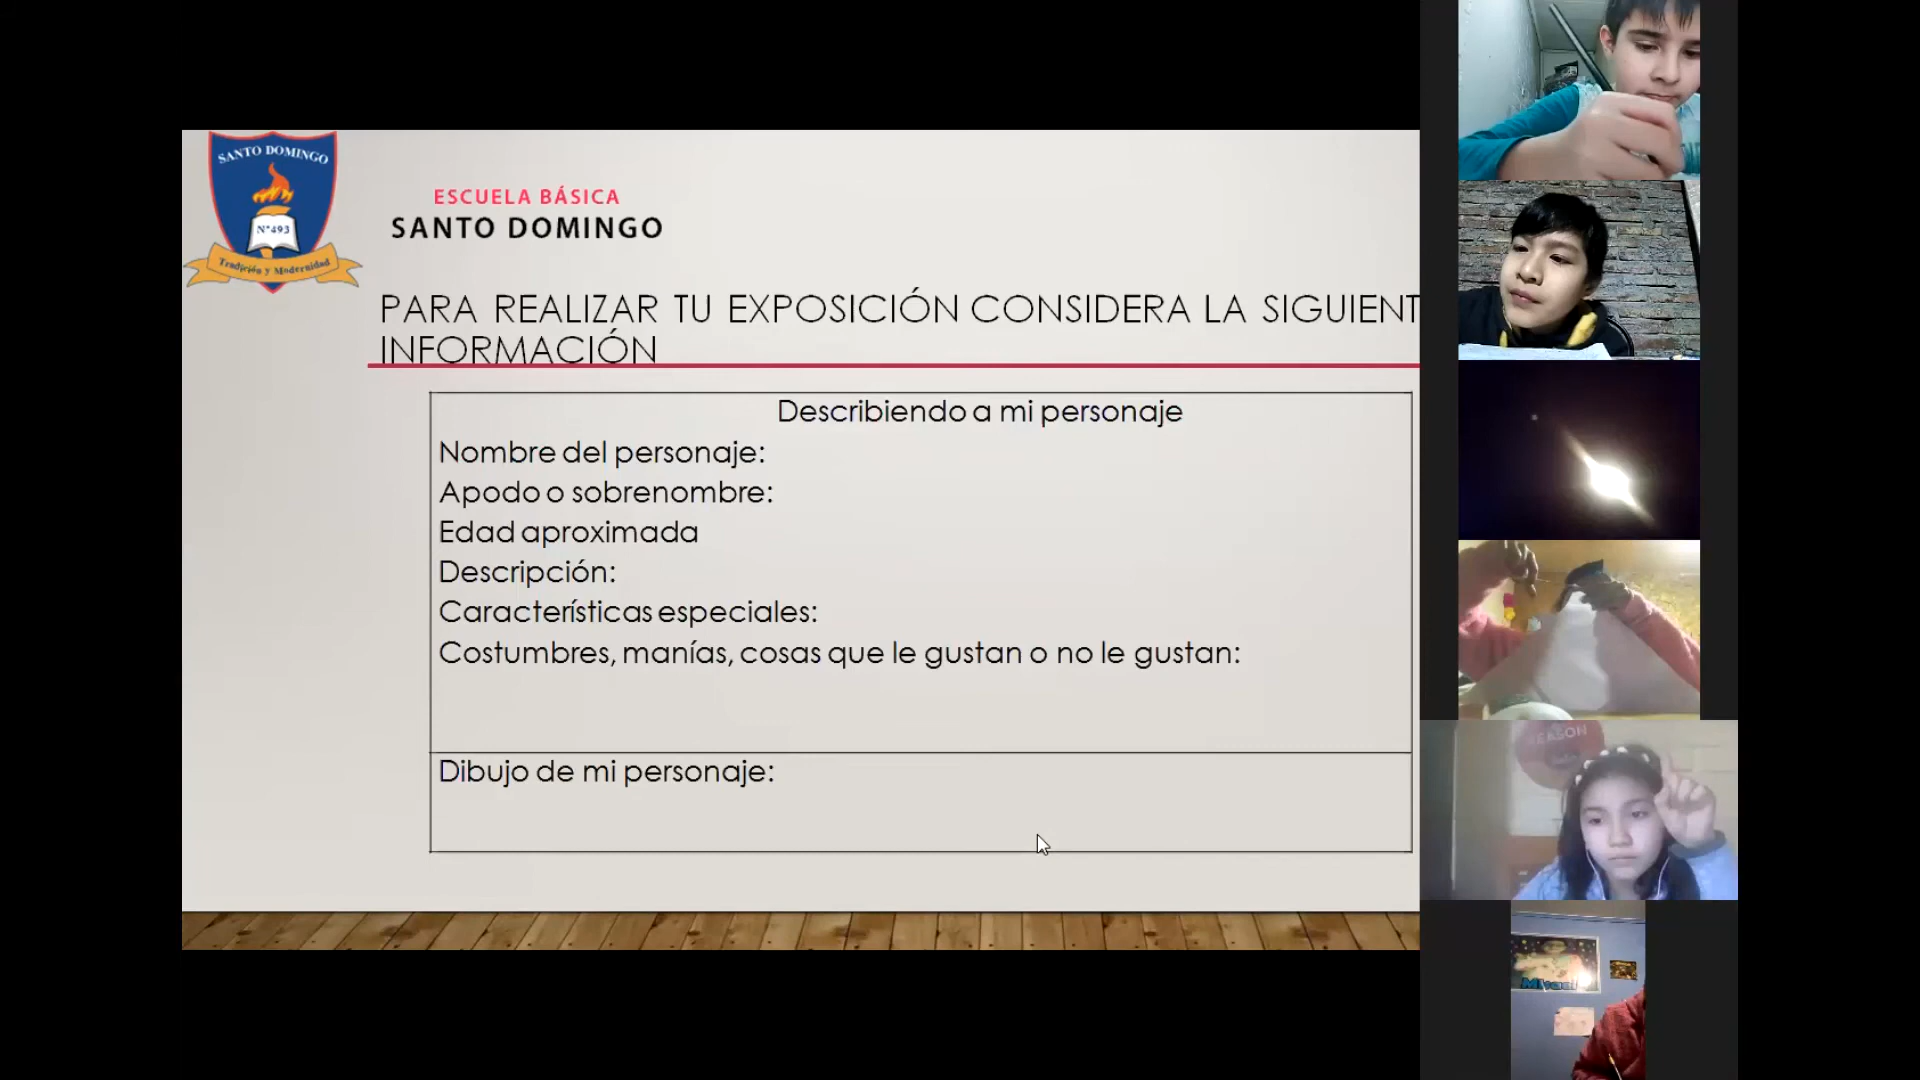 SANTO DOMINGO
N°493
Tradición y Modernidad
ESCUELA BÁSICA
SANTO DOMINGO
PARA REALIZAR TU EXPOSICIÓN CONSIDERA LA SIGUIENT
INFORMACIÓN
Describiendo a mi personaje
Nombre del personaje:
Apodo o sobrenombre:
Edad aproximada
Descripción:
Características especiales:
Costumbres, manías, cosas que le gustan o no le gustan:
Dibujo de mi personaje: